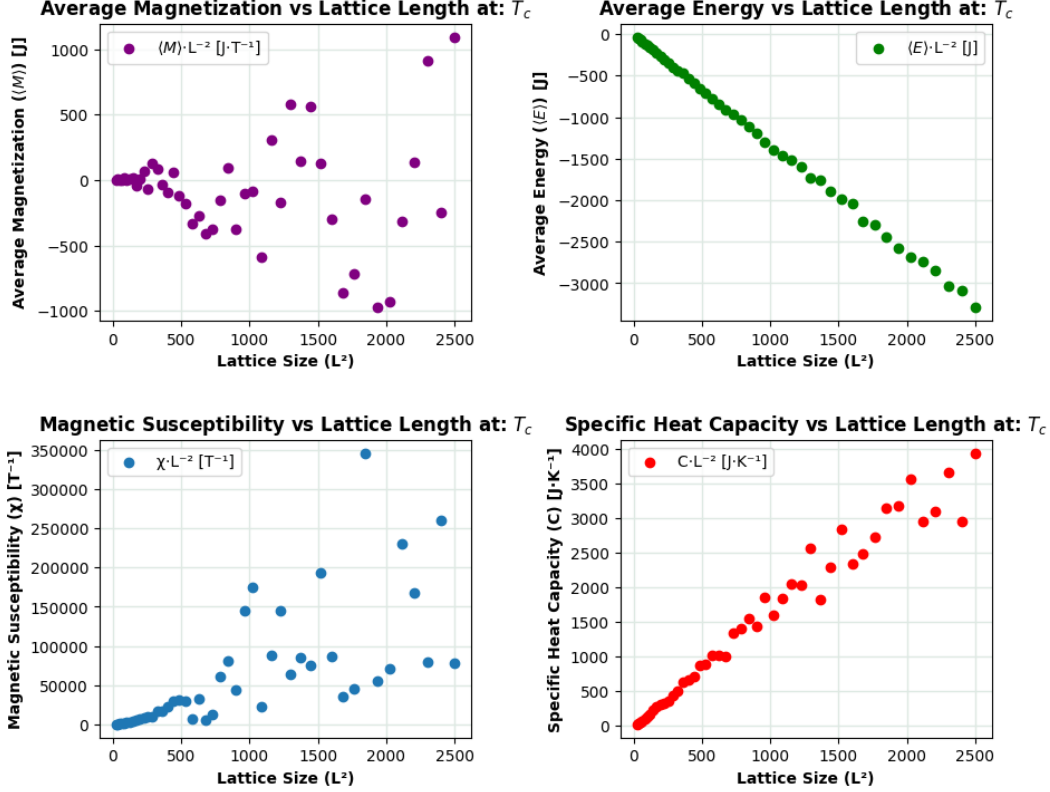 Average Magnetization vs Lattice Length at: T_c
⟨M⟩·L⁻² [J·T⁻¹]
Average Magnetization (⟨M⟩) [J]
1000
500
0
−500
−1000
0 500 1000 1500 2000 2500
Lattice Size (L²)
Average Energy vs Lattice Length at: T_c
⟨E⟩·L⁻² [J]
Average Energy (⟨E⟩) [J]
0
−500
−1000
−1500
−2000
−2500
−3000
0 500 1000 1500 2000 2500
Lattice Size (L²)
Magnetic Susceptibility vs Lattice Length at: T_c
χ·L⁻² [T⁻¹]
Magnetic Susceptibility (χ) [T⁻¹]
350000
300000
250000
200000
150000
100000
50000
0
0 500 1000 1500 2000 2500
Lattice Size (L²)
Specific Heat Capacity vs Lattice Length at: T_c
C·L⁻² [J·K⁻¹]
Specific Heat Capacity (C) [J·K⁻¹]
4000
3500
3000
2500
2000
1500
1000
500
0
0 500 1000 1500 2000 2500
Lattice Size (L²)